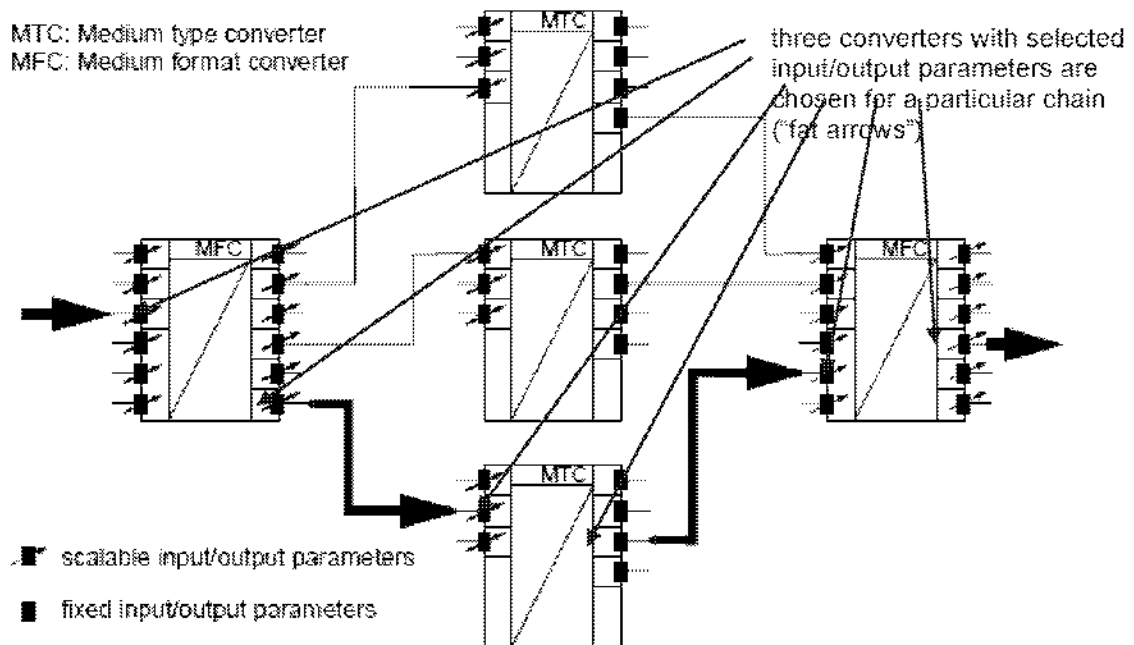 MTC: Medium type converter
MFC: Medium format converter
MTC
three converters with selected
input/output parameters are
chosen for a particular chain
("fat arrows")
MFC
MTC
MFC
MTC
scalable input/output parameters
fixed input/output parameters